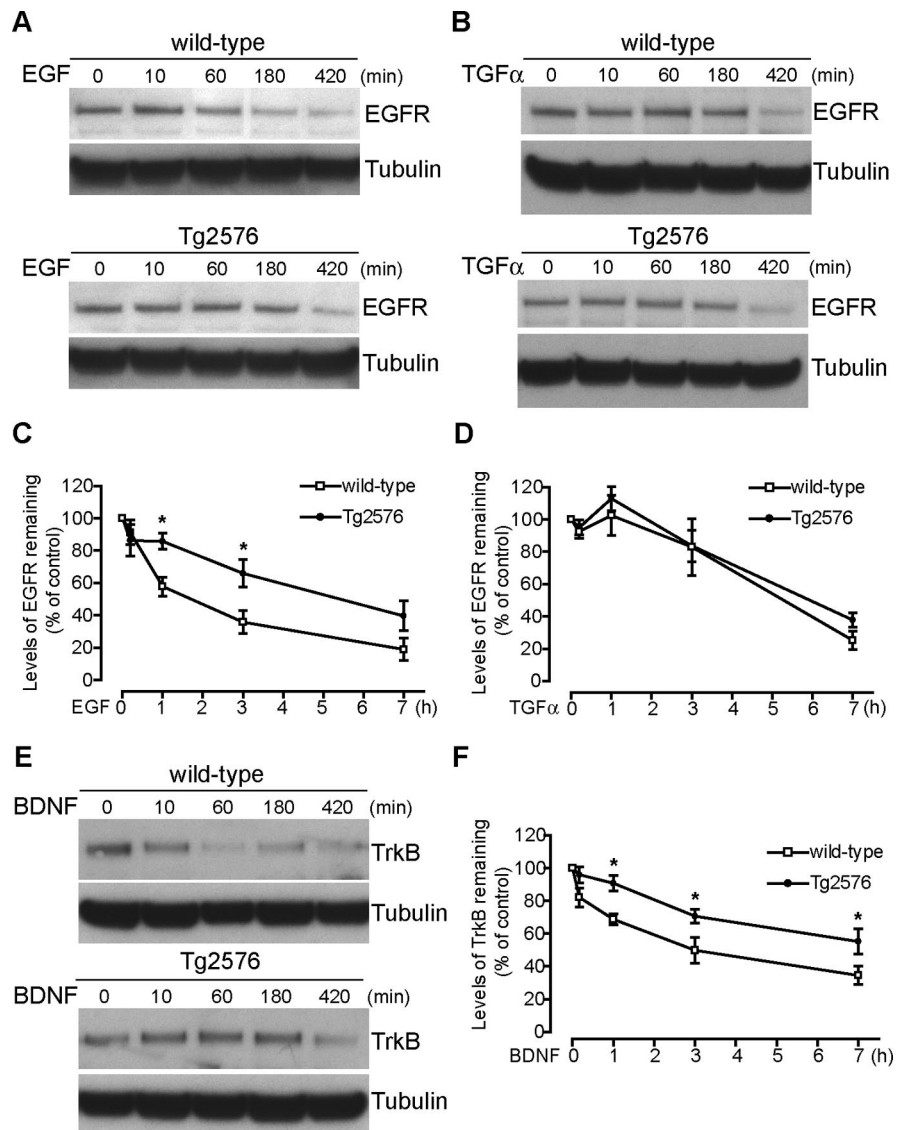 A
wild-type
EGF 0 10 60 180 420 (min)
EGFR
Tubulin
Tg2576
EGF 0 10 60 180 420 (min)
EGFR
Tubulin
B
wild-type
TGFα 0 10 60 180 420 (min)
EGFR
Tubulin
Tg2576
TGFα 0 10 60 180 420 (min)
EGFR
Tubulin
C
Levels of EGFR remaining
(% of control)
120
100
80
60
40
20
0
* *
wild-type
Tg2576
EGF 0 1 2 3 4 5 6 7 (h)
D
Levels of EGFR remaining
(% of control)
120
100
80
60
40
20
0
wild-type
Tg2576
TGFα 0 1 2 3 4 5 6 7 (h)
E
wild-type
BDNF 0 10 60 180 420 (min)
TrkB
Tubulin
Tg2576
BDNF 0 10 60 180 420 (min)
TrkB
Tubulin
F
Levels of TrkB remaining
(% of control)
120
100
80
60
40
20
0
* * *
wild-type
Tg2576
BDNF 0 1 2 3 4 5 6 7 (h)